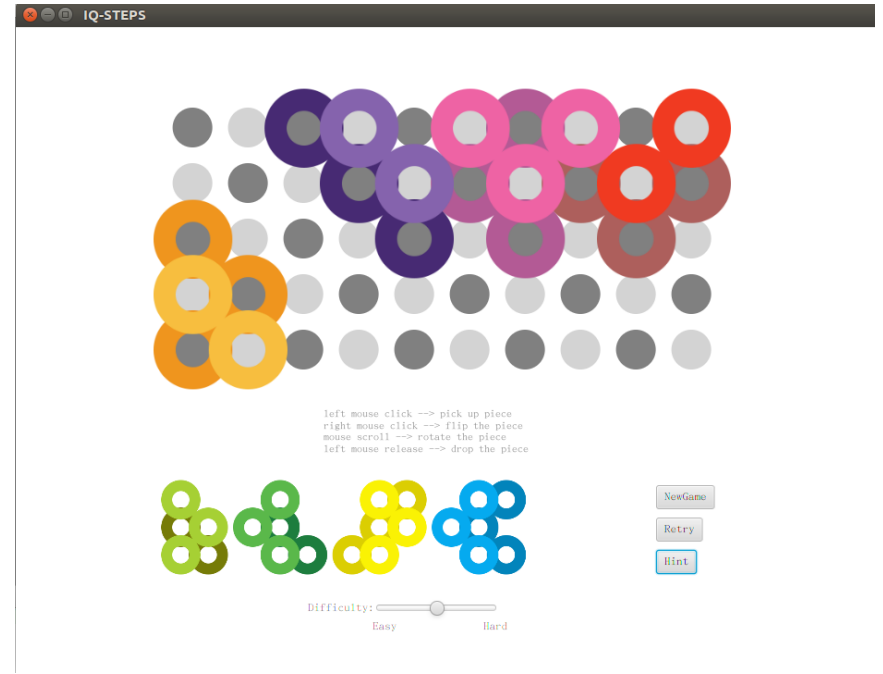 IQ-STEPS
left mouse click --> pick up piece
right mouse click --> flip the piece
mouse scroll --> rotate the piece
left mouse release --> drop the piece
NewGame
Retry
Hint
Difficulty:
Easy Hard